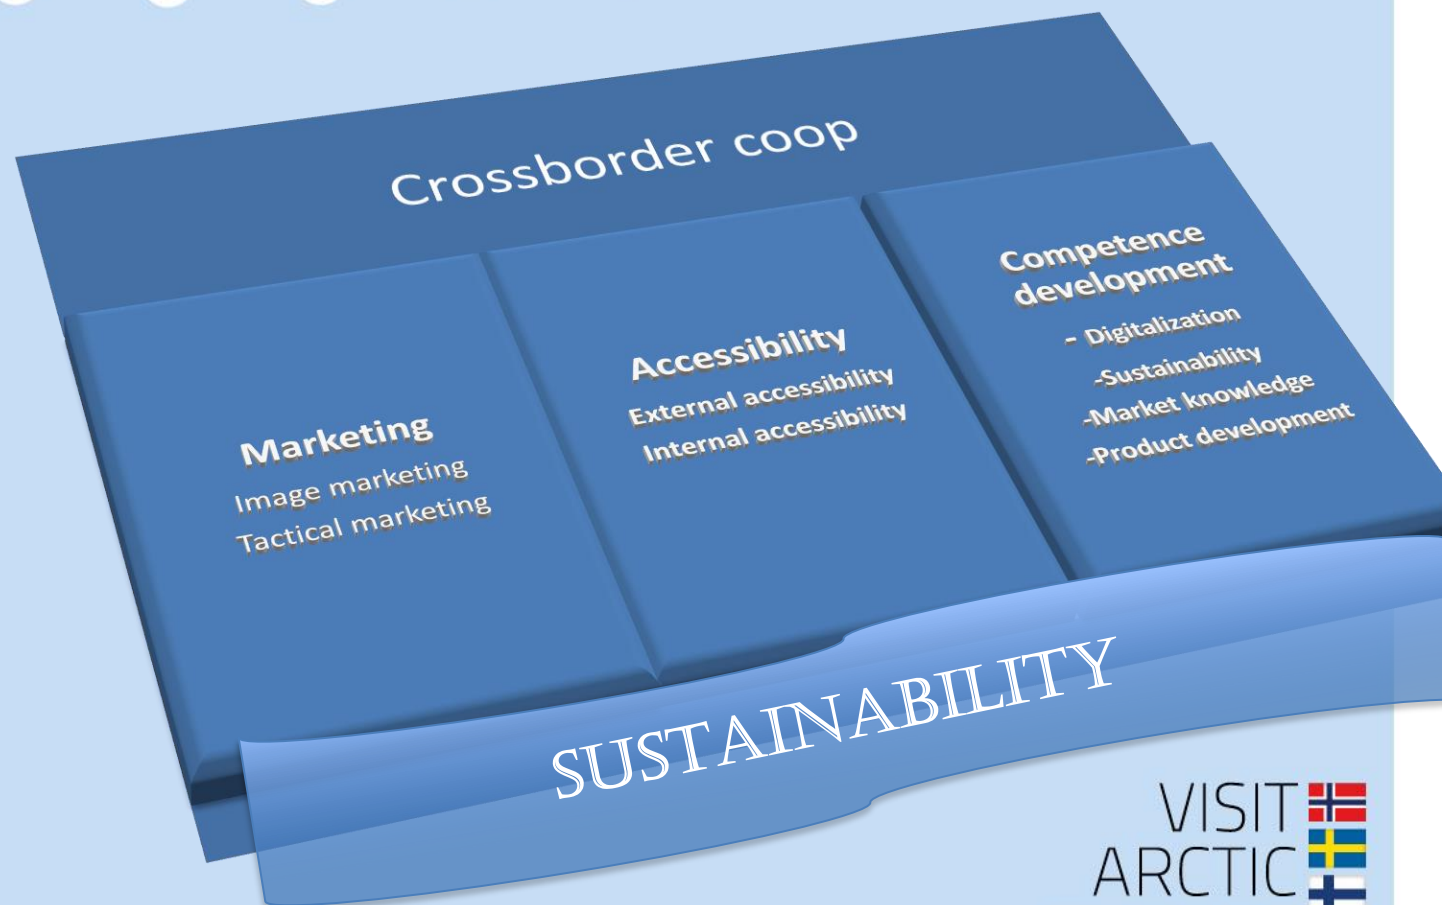 Crossborder coop
Marketing
Image marketing
Tactical marketing
Accessibility
External accessibility
Internal accessibility
Competence
development
- Digitalization
-Sustainability
-Market knowledge
-Product development
SUSTAINABILITY
VISIT
ARCTIC